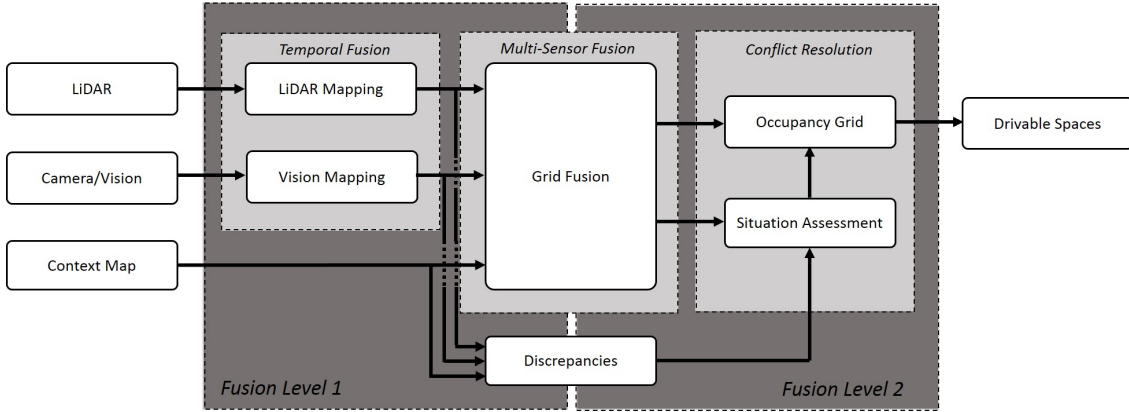 Temporal Fusion
Multi-Sensor Fusion
Conflict Resolution
LiDAR
LiDAR Mapping
Occupancy Grid
Drivable Spaces
Camera/Vision
Vision Mapping
Grid Fusion
Situation Assessment
Context Map
Discrepancies
Fusion Level 1
Fusion Level 2